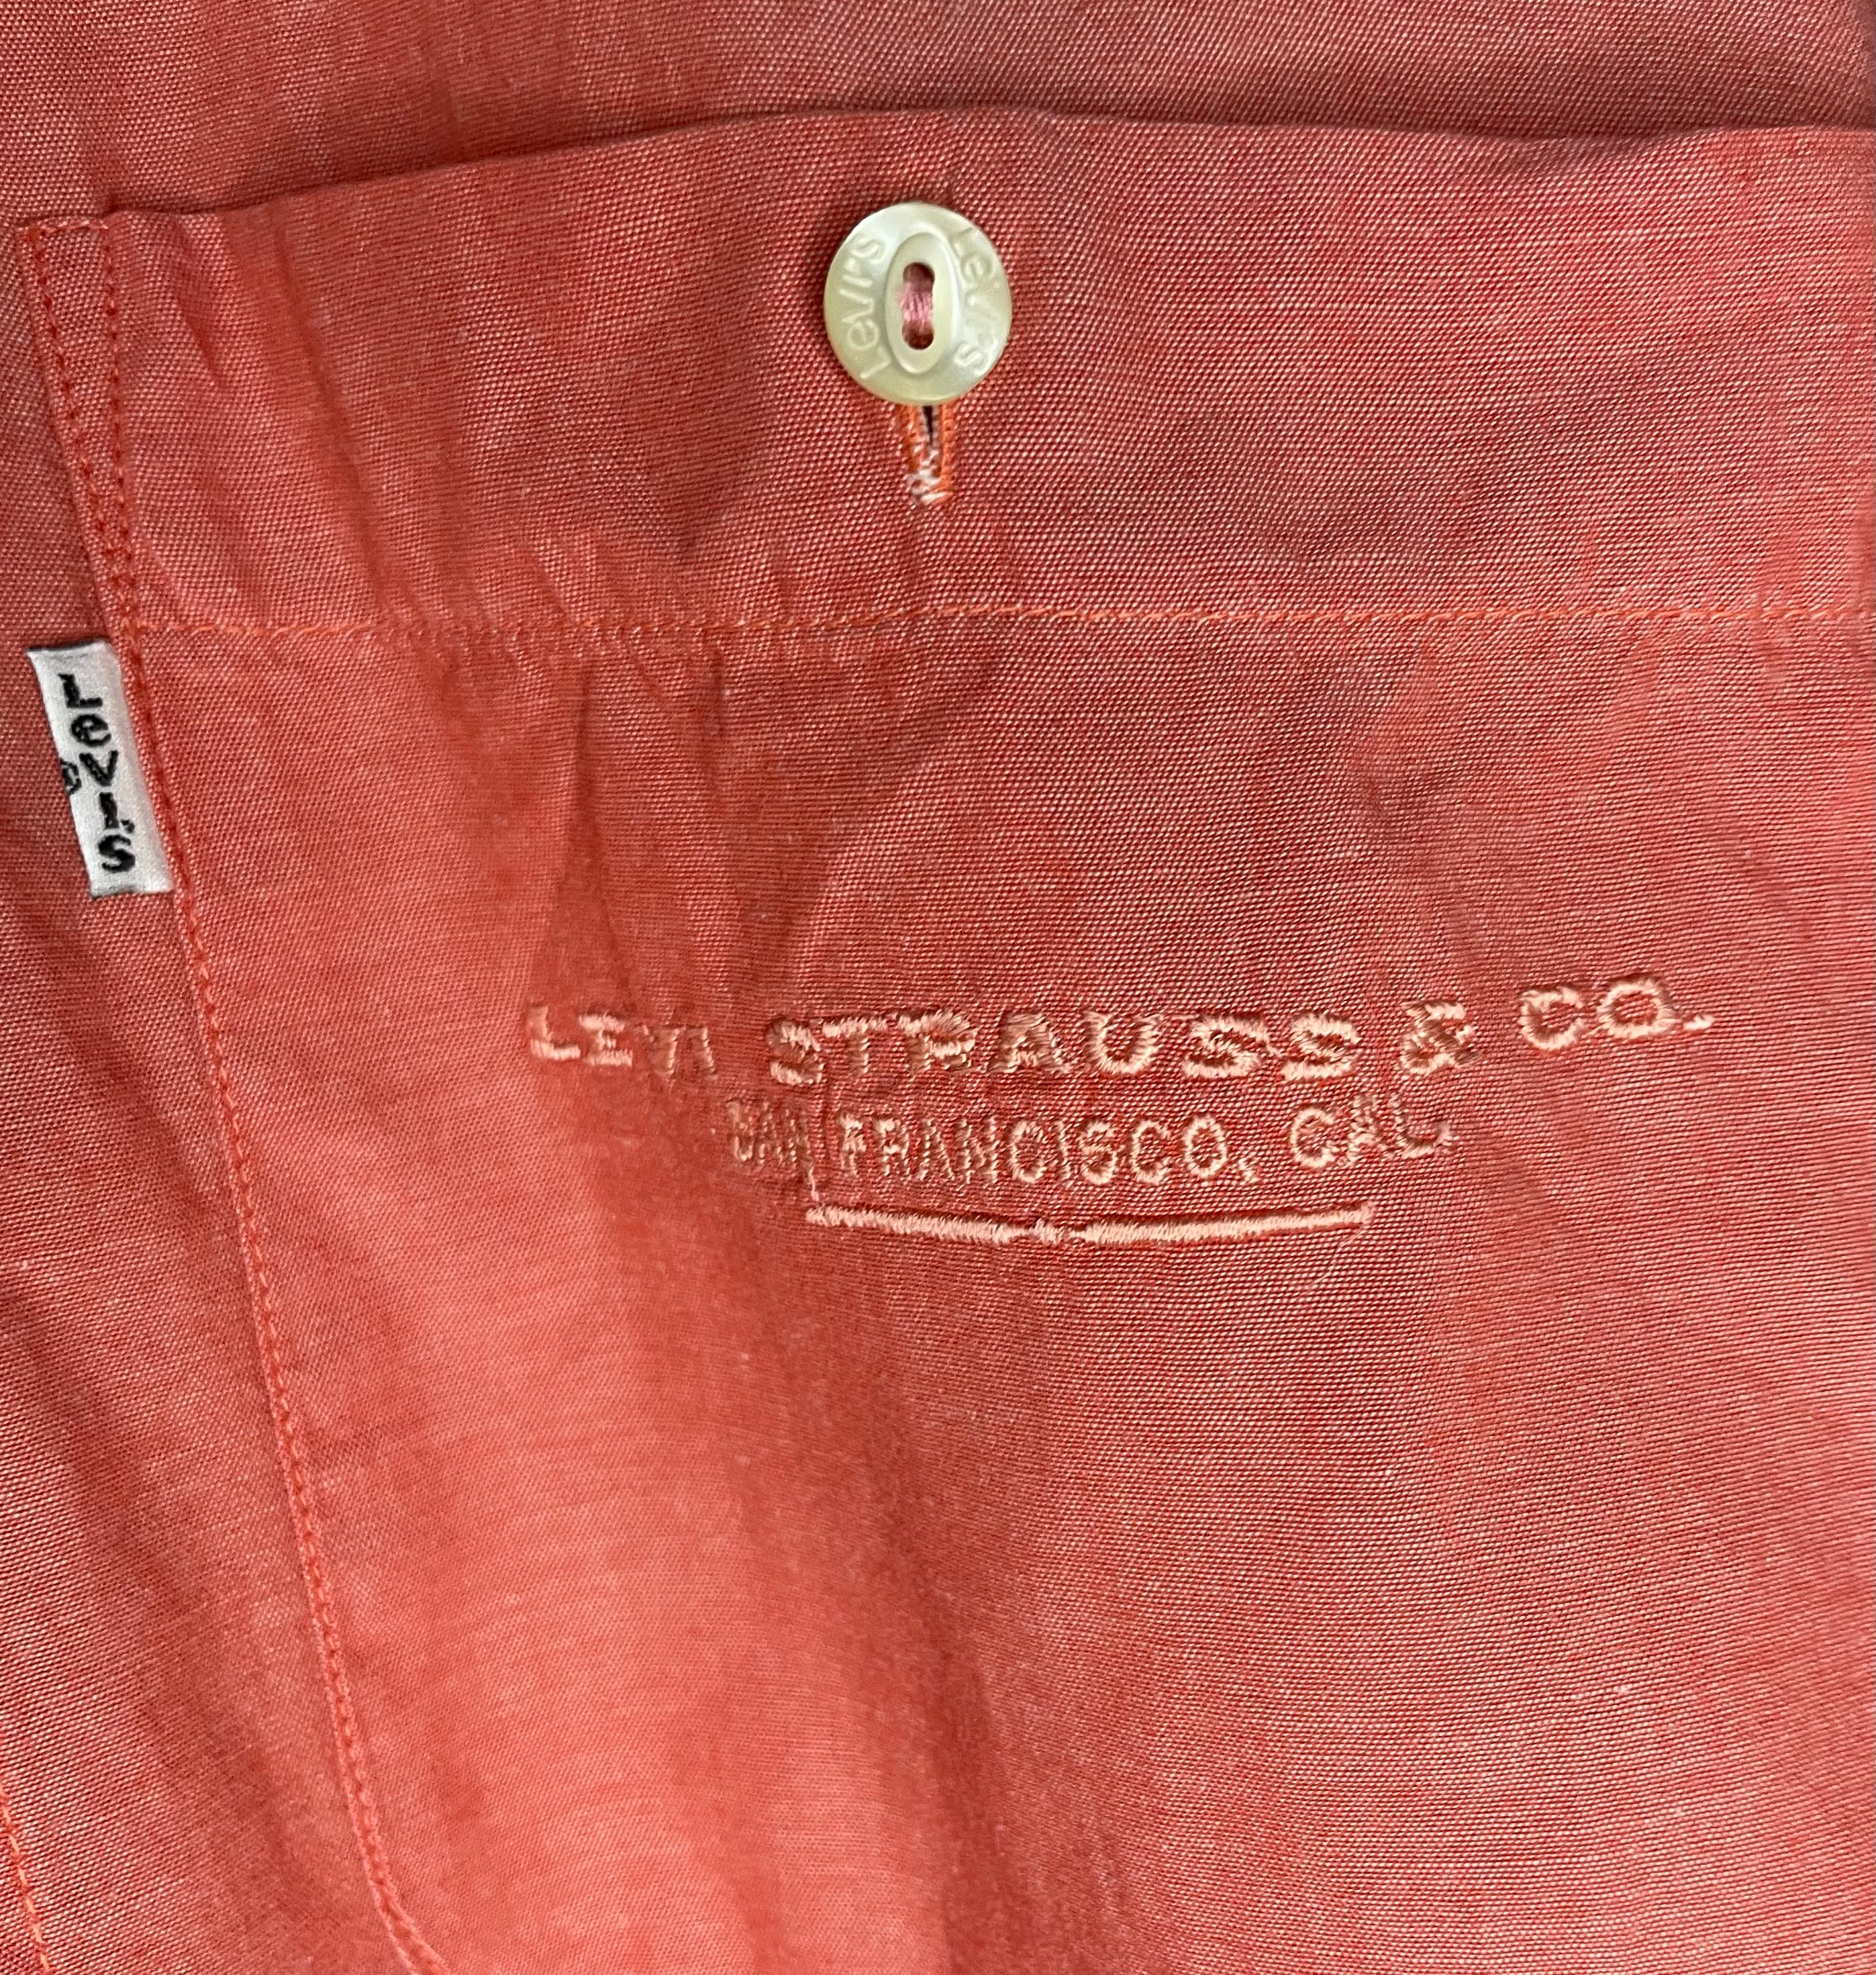 Levi's Levi's
LEVI'S ®
LEVI STRAUSS & CO.
SAN FRANCISCO, CAL.